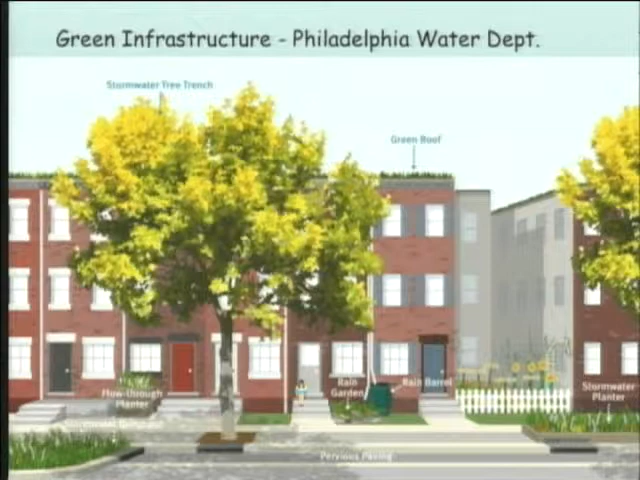 Green Infrastructure - Philadelphia Water Dept.
Stormwater Tree Trench
Green Roof
Rain
Garden
Rain Barrel
Flow-through
Planter
Stormwater
Planter
Stormwater
Pervious Paving